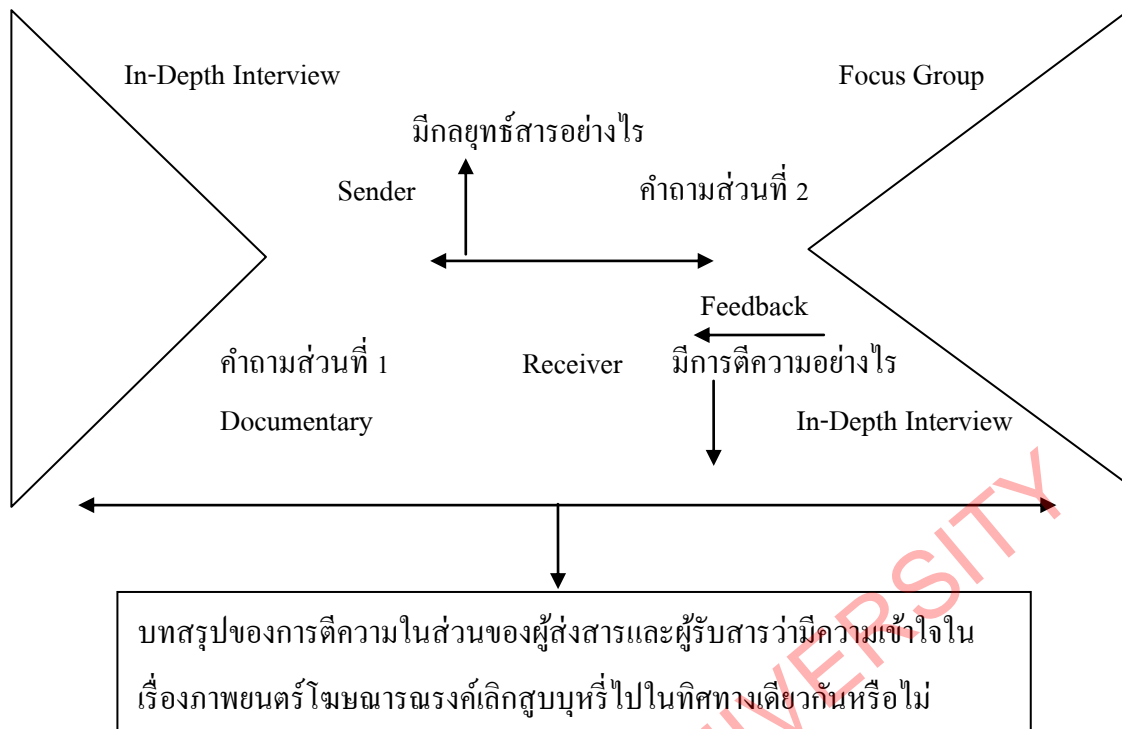 In-Depth Interview Focus Group
มีกลยุทธ์สารอย่างไร
Sender คำถามส่วนที่ 2
Feedback
คำถามส่วนที่ 1 Receiver มีการตีความอย่างไร
Documentary In-Depth Interview
บทสรุปของการตีความในส่วนของผู้ส่งสารและผู้รับสารว่ามีความเข้าใจใน
เรื่องภาพยนตร์โฆษณารณรงค์เลิกสูบบุหรี่ไปในทิศทางเดียวกันหรือไม่
IVERSITY